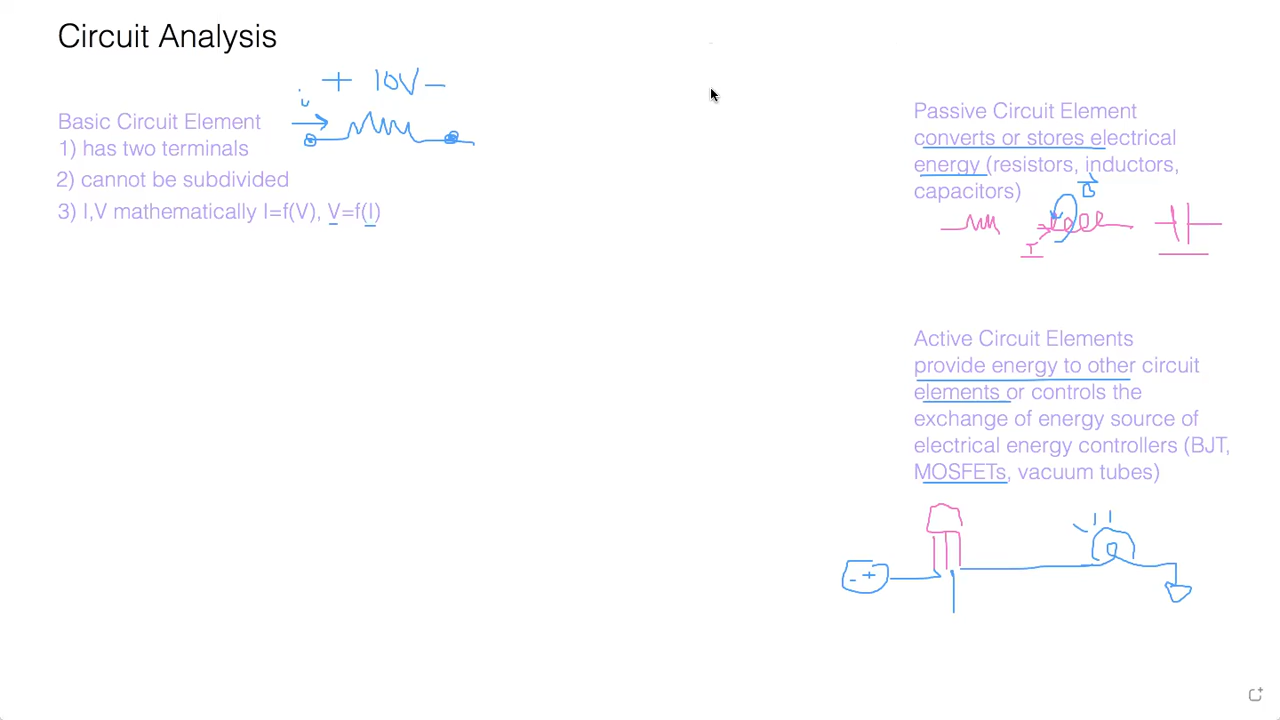 Circuit Analysis
+ 10V -
i
Basic Circuit Element
1) has two terminals
2) cannot be subdivided
3) I,V mathematically I=f(V), V=f(I)
Passive Circuit Element
converts or stores electrical
energy (resistors, inductors,
capacitors)
B
I
Active Circuit Elements
provide energy to other circuit
elements or controls the
exchange of energy source of
electrical energy controllers (BJT,
MOSFETs, vacuum tubes)
- +